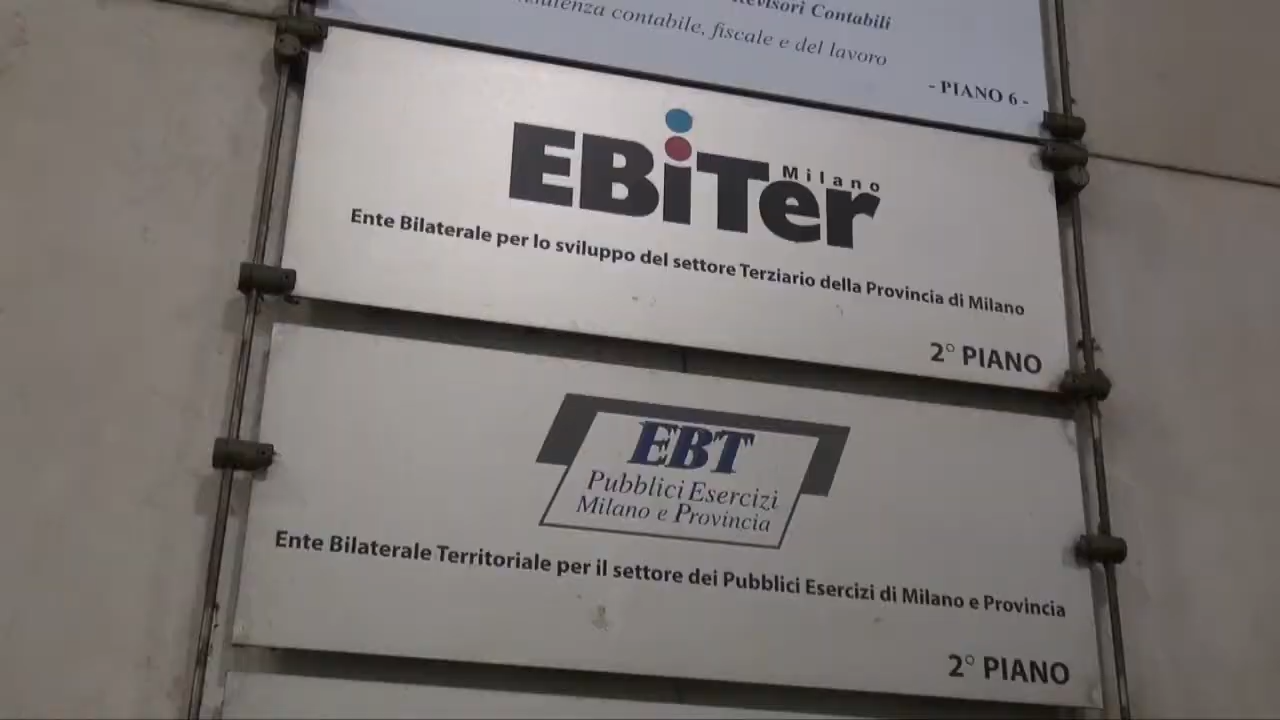 Revisori Contabili
contabile, fiscale e del lavoro
- PIANO 6 -
EBiTer
Milano
Ente Bilaterale per lo sviluppo del settore Terziario della Provincia di Milano
2° PIANO
EBT
Pubblici Esercizi
Milano e Provincia
Ente Bilaterale Territoriale per il settore dei Pubblici Esercizi di Milano e Provincia
2° PIANO